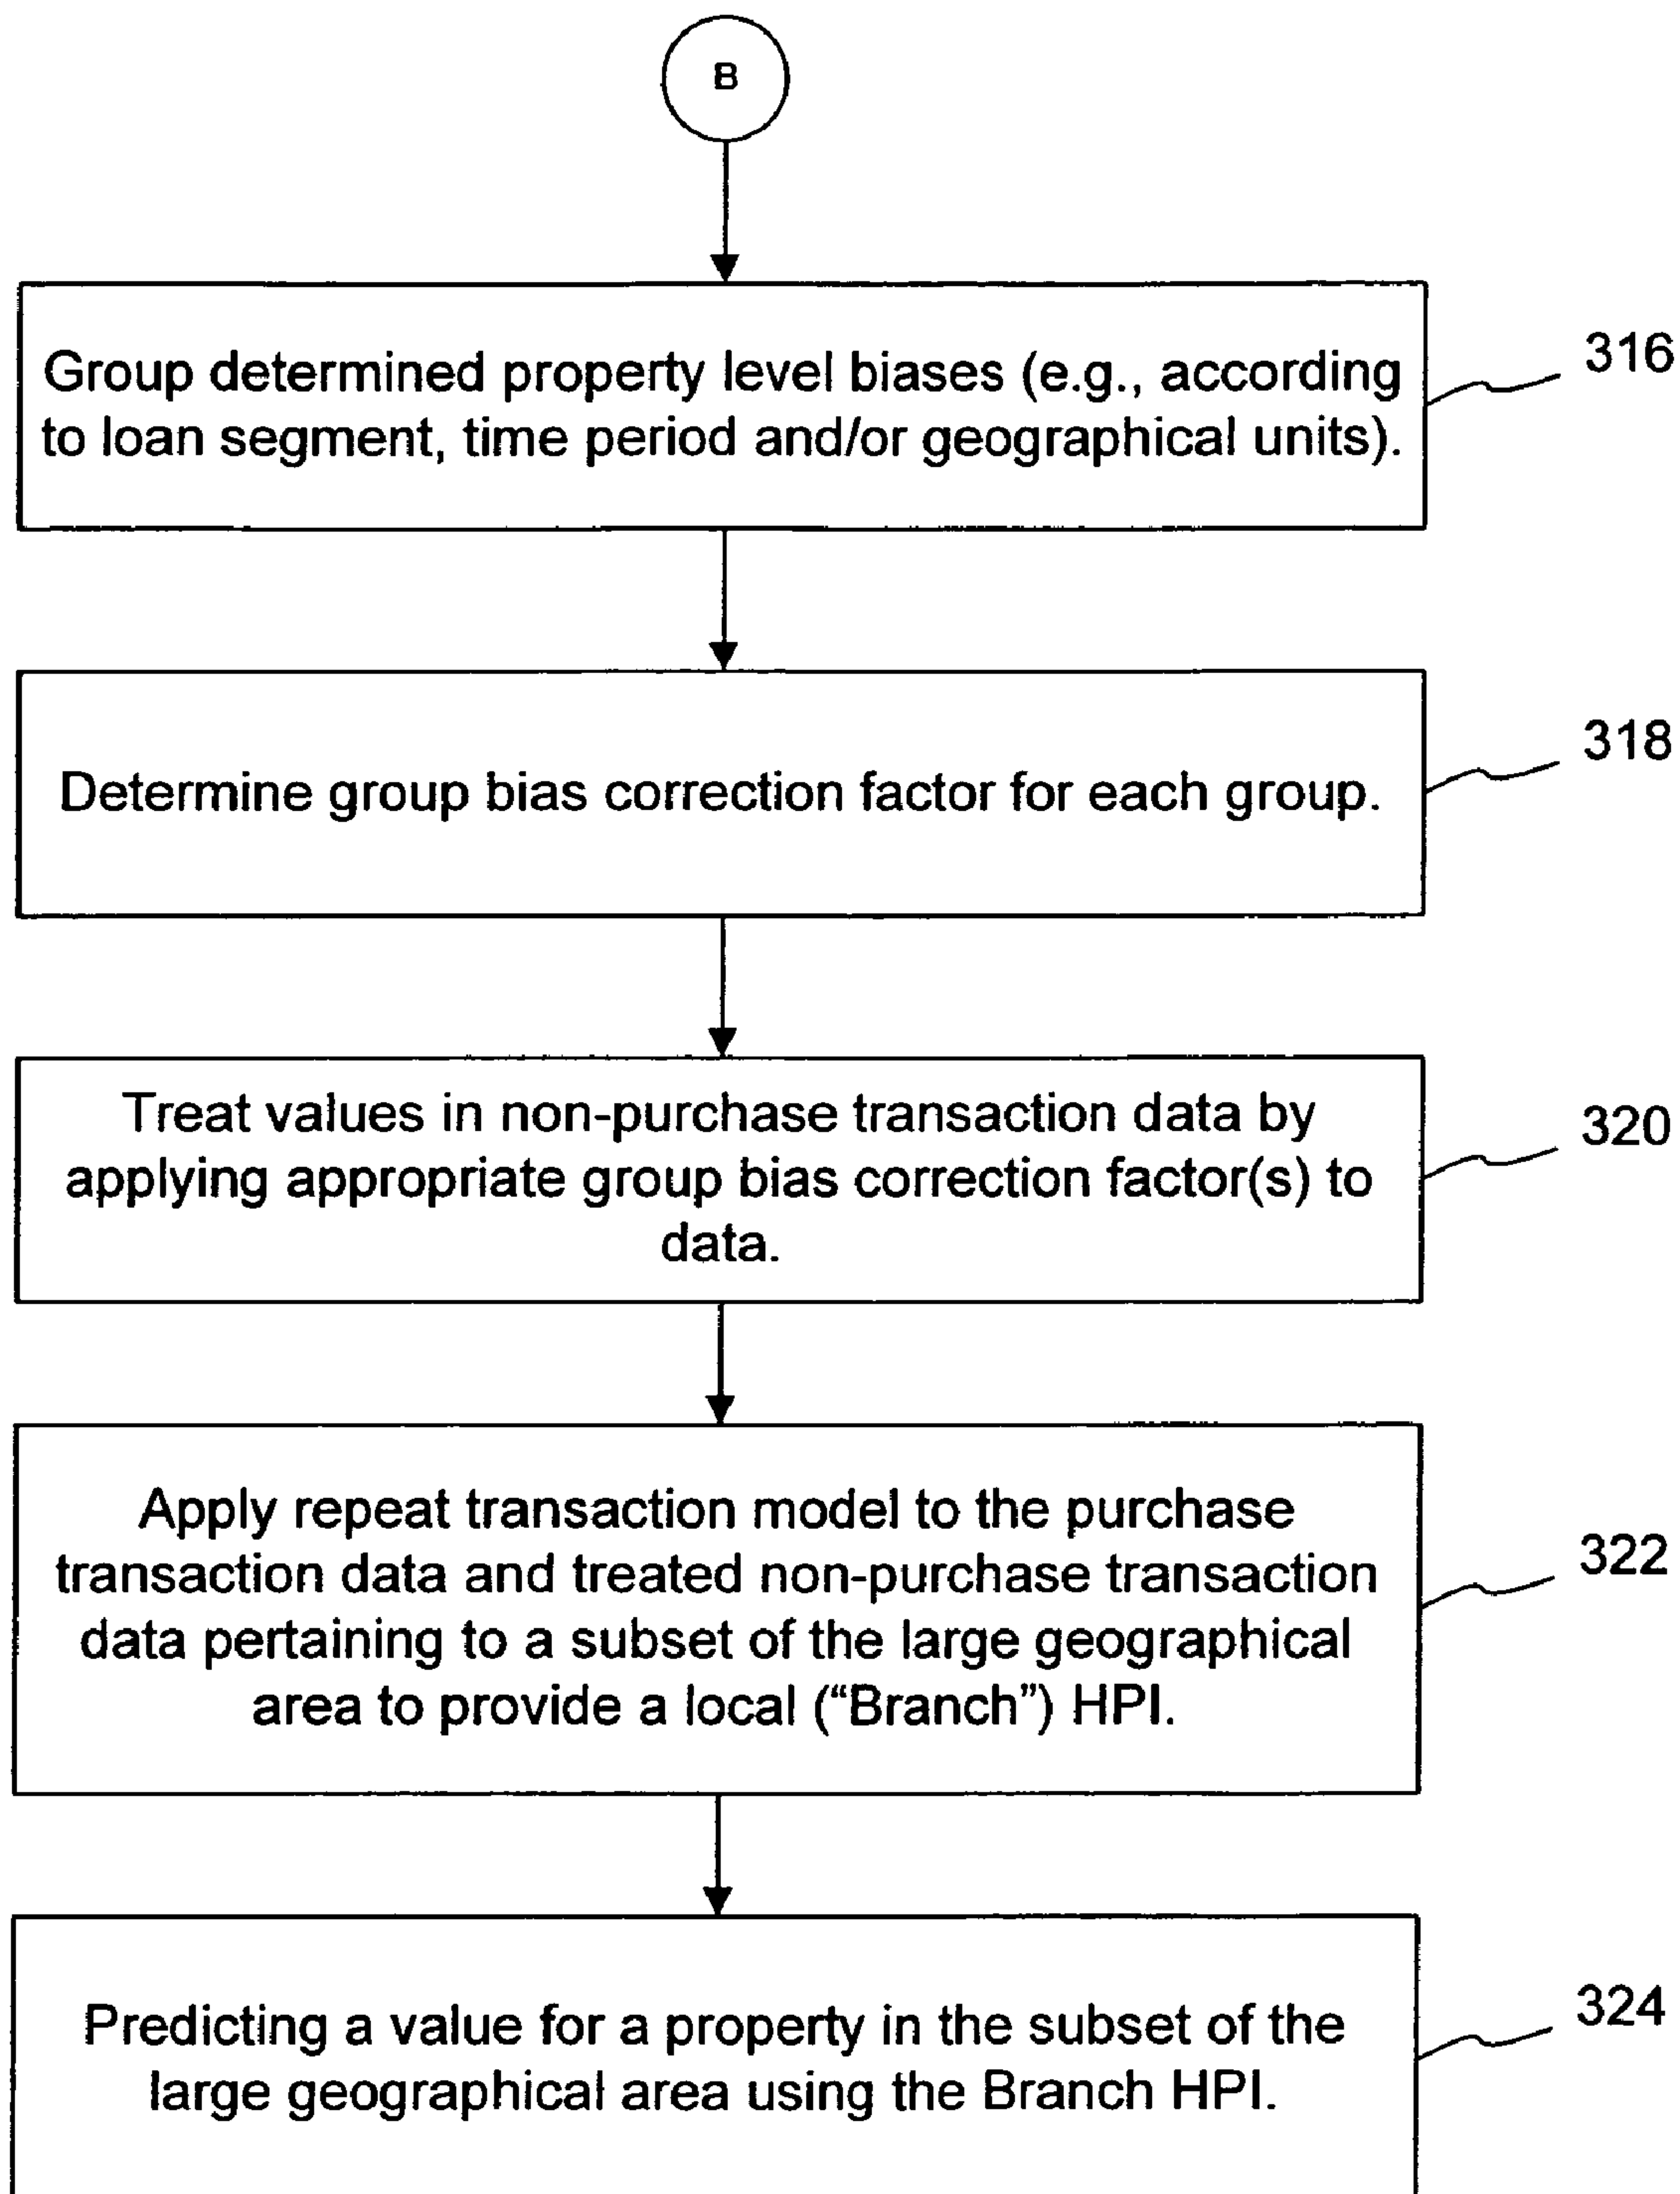 B
Group determined property level biases (e.g., according
to loan segment, time period and/or geographical units).
316
Determine group bias correction factor for each group.
318
Treat values in non-purchase transaction data by
applying appropriate group bias correction factor(s) to
data.
320
Apply repeat transaction model to the purchase
transaction data and treated non-purchase transaction
data pertaining to a subset of the large geographical
area to provide a local (“Branch”) HPI.
322
Predicting a value for a property in the subset of the
large geographical area using the Branch HPI.
324